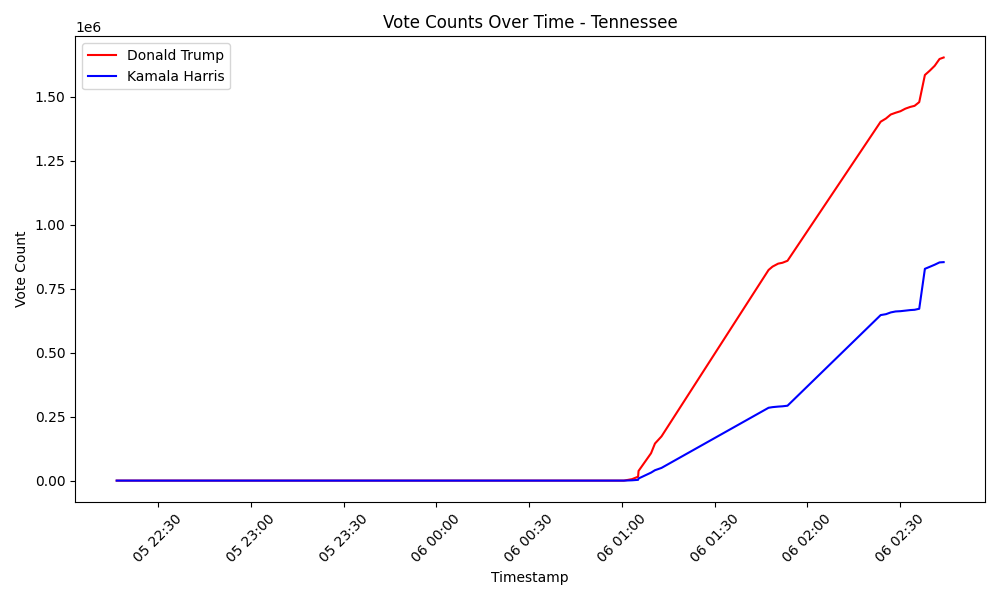 Vote Counts Over Time - Tennessee
1e6
Donald Trump
Kamala Harris
1.50
1.25
1.00
0.75
0.50
0.25
0.00
Vote Count
05 22:30
05 23:00
05 23:30
06 00:00
06 00:30
06 01:00
06 01:30
06 02:00
06 02:30
Timestamp